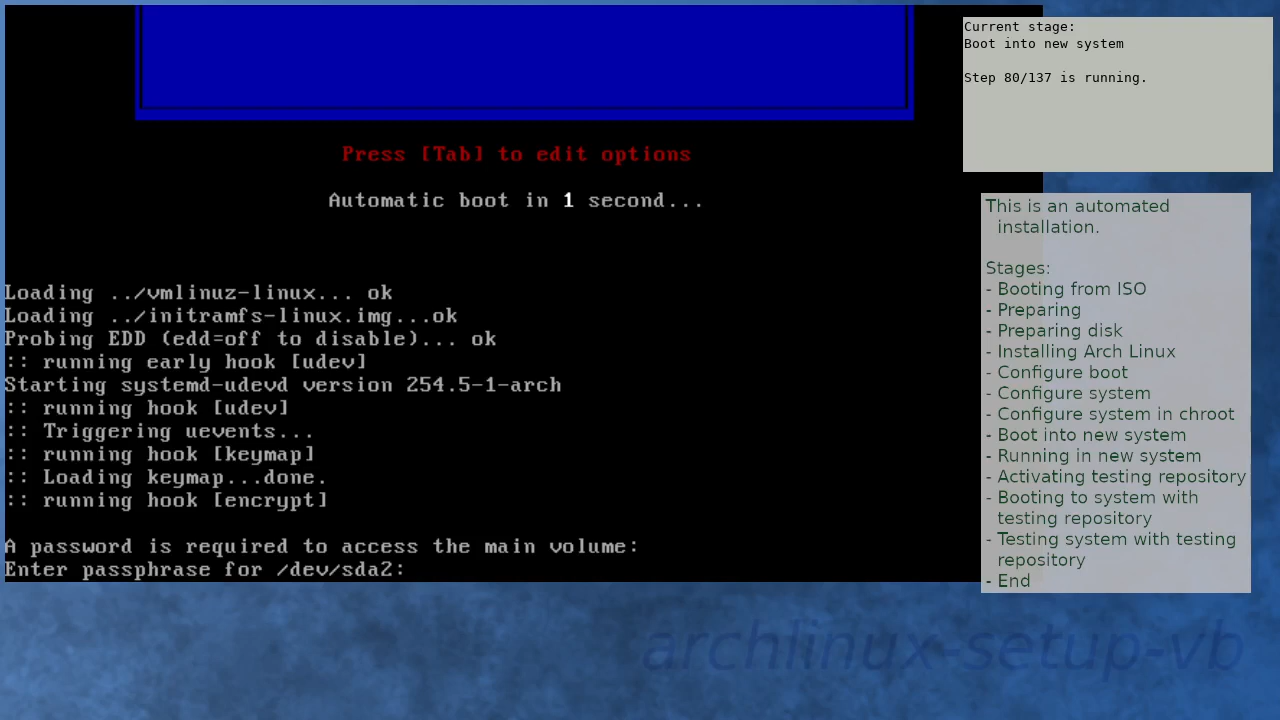 Press [Tab] to edit options
Automatic boot in 1 second...
Loading ../vmlinuz-linux... ok
Loading ../initramfs-linux.img...ok
Probing EDD (edd=off to disable)... ok
:: running early hook [udev]
Starting systemd-udevd version 254.5-1-arch
:: running hook [udev]
:: Triggering uevents...
:: running hook [keymap]
:: Loading keymap...done.
:: running hook [encrypt]
A password is required to access the main volume:
Enter passphrase for /dev/sda2:
Current stage:
Boot into new system
Step 80/137 is running.
This is an automated
installation.
Stages:
- Booting from ISO
- Preparing
- Preparing disk
- Installing Arch Linux
- Configure boot
- Configure system
- Configure system in chroot
- Boot into new system
- Running in new system
- Activating testing repository
- Booting to system with
testing repository
- Testing system with testing
repository
- End
archlinux-setup-vb